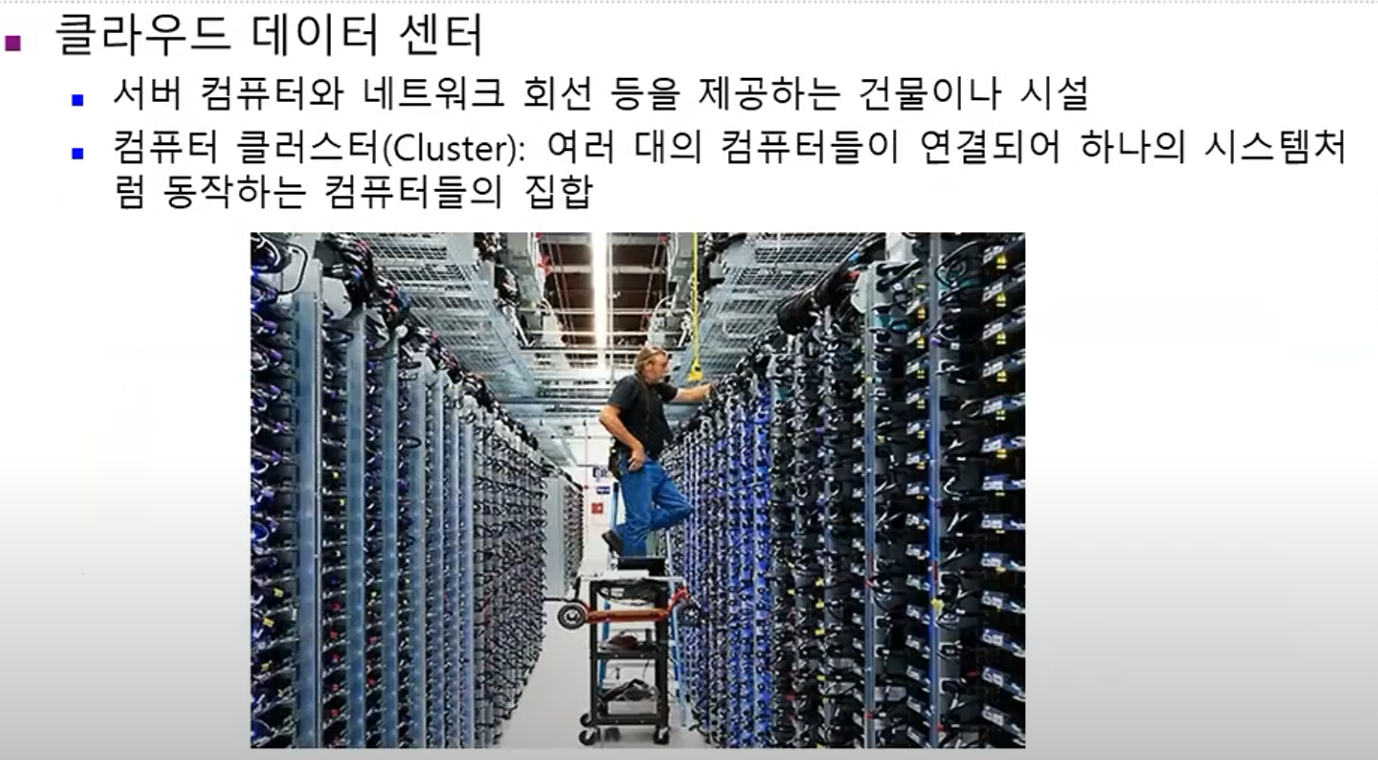 클라우드 데이터 센터
서버 컴퓨터와 네트워크 회선 등을 제공하는 건물이나 시설
컴퓨터 클러스터(Cluster): 여러 대의 컴퓨터들이 연결되어 하나의 시스템처
럼 동작하는 컴퓨터들의 집합